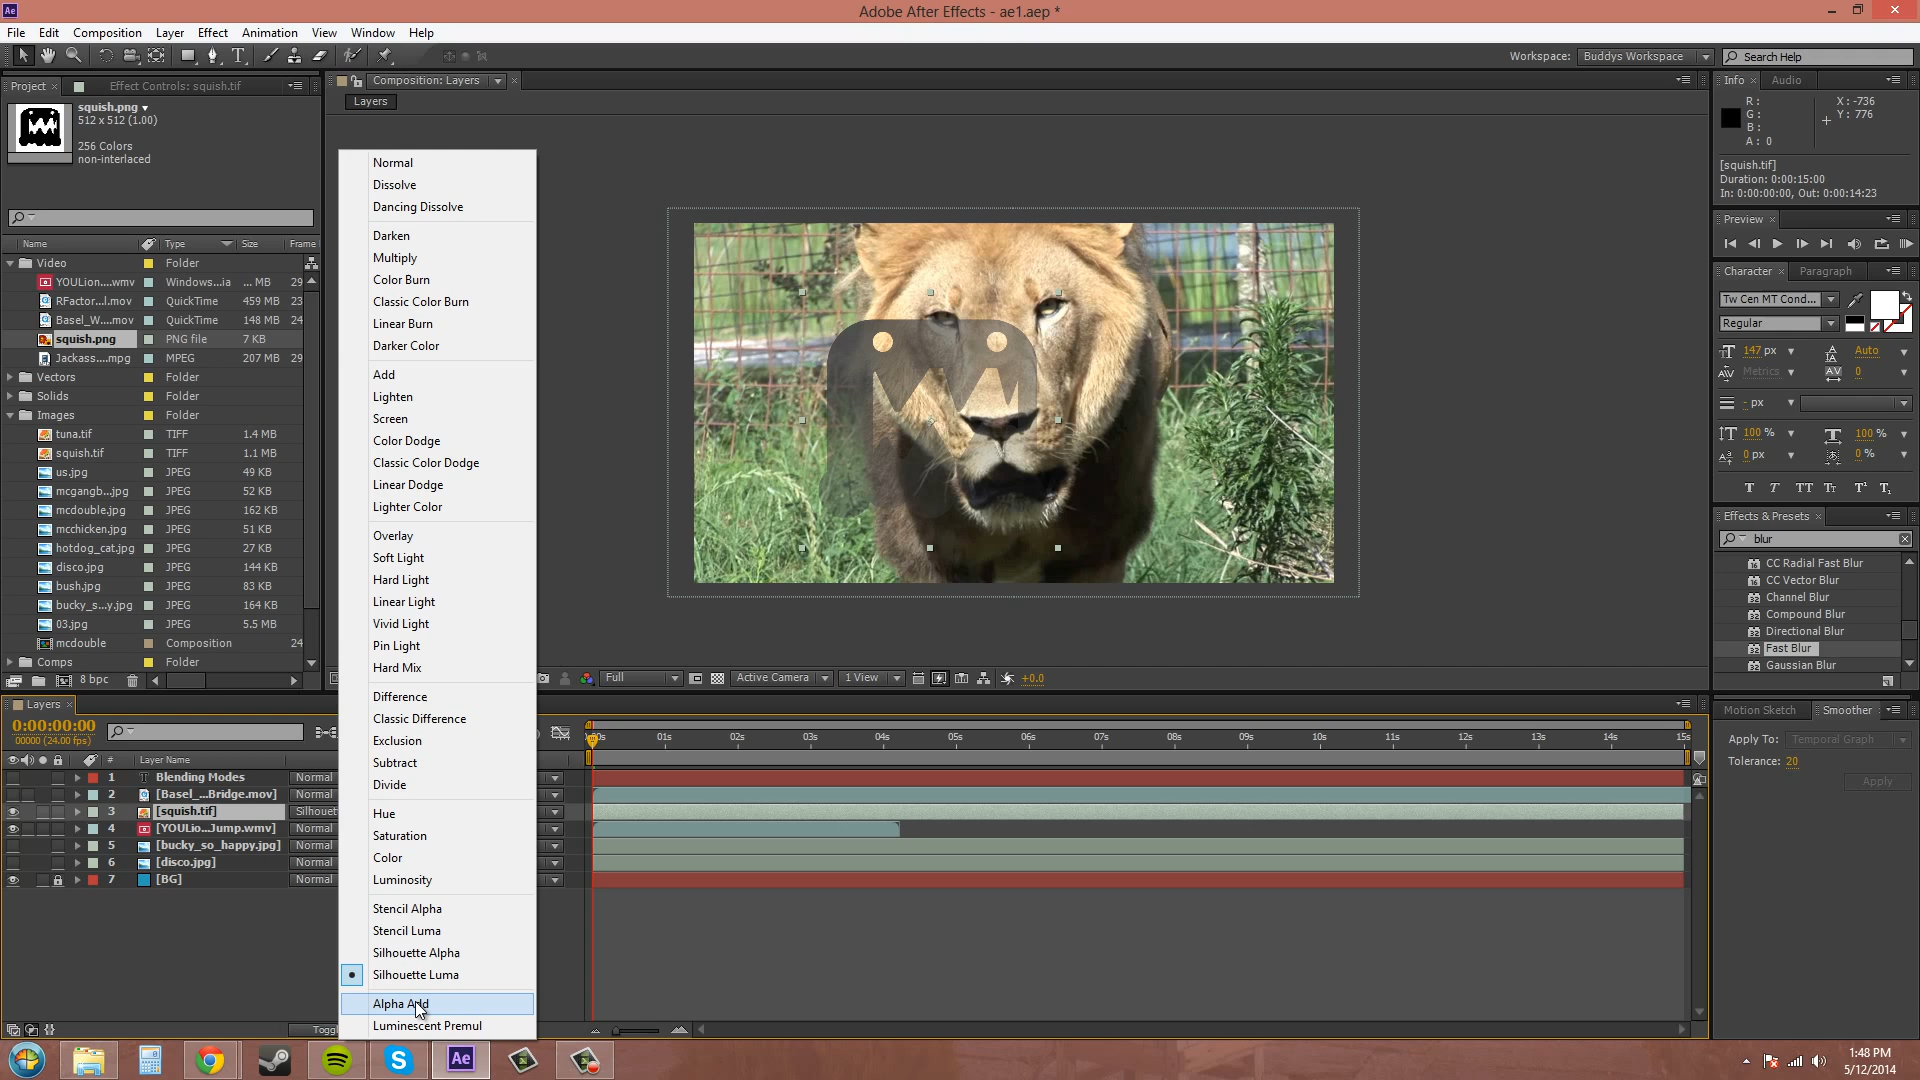 Adobe After Effects - ae1.aep *
File Edit Composition Layer Effect Animation View Window Help
Workspace: Buddys Workspace Search Help
Project Effect Controls: squish.tif
squish.png
512 x 512 (1.00)
256 Colors
non-interlaced
Name Type Size Frame
Video Folder
YOULion....wmv Windows...ia ... MB 29
RFactor...l.mov QuickTime 459 MB 23
Basel_W....mov QuickTime 148 MB 24
squish.png PNG file 7 KB
Jackass....mpg MPEG 207 MB 29
Vectors Folder
Solids Folder
Images Folder
tuna.tif TIFF 1.4 MB
squish.tif TIFF 1.1 MB
us.jpg JPEG 49 KB
mcgangb...jpg JPEG 52 KB
mcdouble.jpg JPEG 162 KB
mcchicken.jpg JPEG 51 KB
hotdog_cat.jpg JPEG 27 KB
disco.jpg JPEG 144 KB
bush.jpg JPEG 83 KB
bucky_s...y.jpg JPEG 164 KB
03.jpg JPEG 5.5 MB
mcdouble Composition 24
Comps Folder
8 bpc
Composition: Layers
Layers
Normal
Dissolve
Dancing Dissolve
Darken
Multiply
Color Burn
Classic Color Burn
Linear Burn
Darker Color
Add
Lighten
Screen
Color Dodge
Classic Color Dodge
Linear Dodge
Lighter Color
Overlay
Soft Light
Hard Light
Linear Light
Vivid Light
Pin Light
Hard Mix
Difference
Classic Difference
Exclusion
Subtract
Divide
Hue
Saturation
Color
Luminosity
Stencil Alpha
Stencil Luma
Silhouette Alpha
Silhouette Luma
Alpha Add
Luminescent Premul
Full Active Camera 1 View +0.0
Info Audio
R: X: -736
G: Y: 776
B:
A: 0
[squish.tif]
Duration: 0:00:15:00
In: 0:00:00:00, Out: 0:00:14:23
Preview
Character Paragraph
Tw Cen MT Cond...
Regular
147 px Auto
Metrics 0
- px
100 % 100 %
0 px 0 %
T T TT Tt T¹ T₁
Effects & Presets
blur
CC Radial Fast Blur
CC Vector Blur
Channel Blur
Compound Blur
Directional Blur
Fast Blur
Gaussian Blur
Motion Sketch Smoother
Apply To: Temporal Graph
Tolerance: 20
Apply
Layers
0:00:00:00
00000 (24.00 fps)
01s 02s 03s 04s 05s 06s 07s 08s 09s 10s 11s 12s 13s 14s 15s
# Layer Name
1 T Blending Modes Normal
2 [Basel_...Bridge.mov] Normal
3 [squish.tif] Silhouet
4 [YOULio...Jump.wmv] Normal
5 [bucky_so_happy.jpg] Normal
6 [disco.jpg] Normal
7 [BG] Normal
Toggl
1:48 PM
5/12/2014